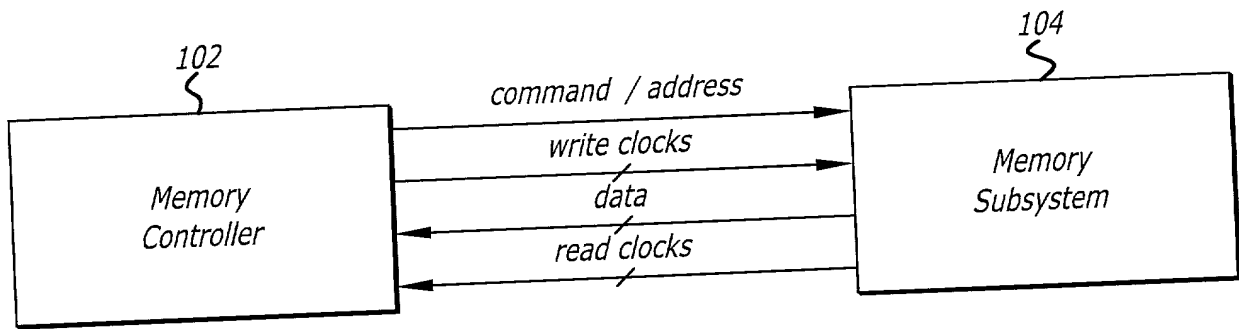 102
104
command / address
write clocks
data
read clocks
Memory
Controller
Memory
Subsystem